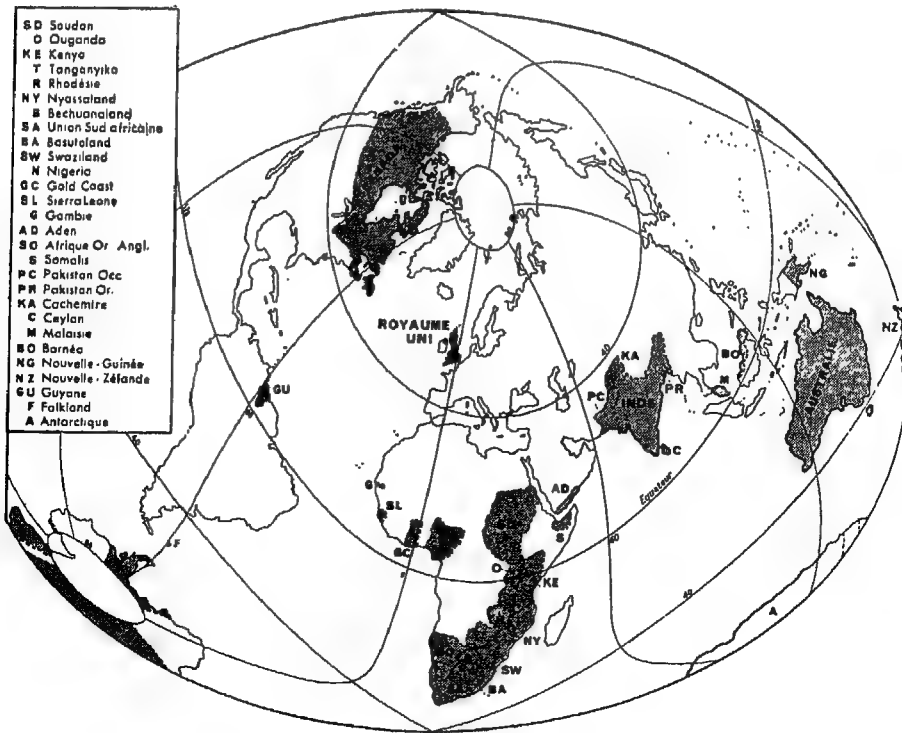 SD Soudan
O Ouganda
KE Kenya
T Tanganyika
R Rhodésie
NY Nyassaland
B Bechuanaland
SA Union Sud africaine
BA Basutoland
SW Swaziland
N Nigeria
GC Gold Coast
SL Sierra Leone
G Gambie
AD Aden
SO Afrique Or. Angl.
S Somalis
PC Pakistan Occ
PR Pakistan Or.
KA Cachemire
C Ceylan
M Malaisie
BO Barnéo
NG Nouvelle-Guinée
NZ Nouvelle-Zélande
GU Guyane
F Falkland
A Antarctique
NG
NZ
ROYAUME
UNI
KA
BO
PC
INDE
PR
M
AUSTRALIE
GU
C
G
SL
AD
Equateur
GC
S
F
O
KE
60
40
A
NY
SW
BA